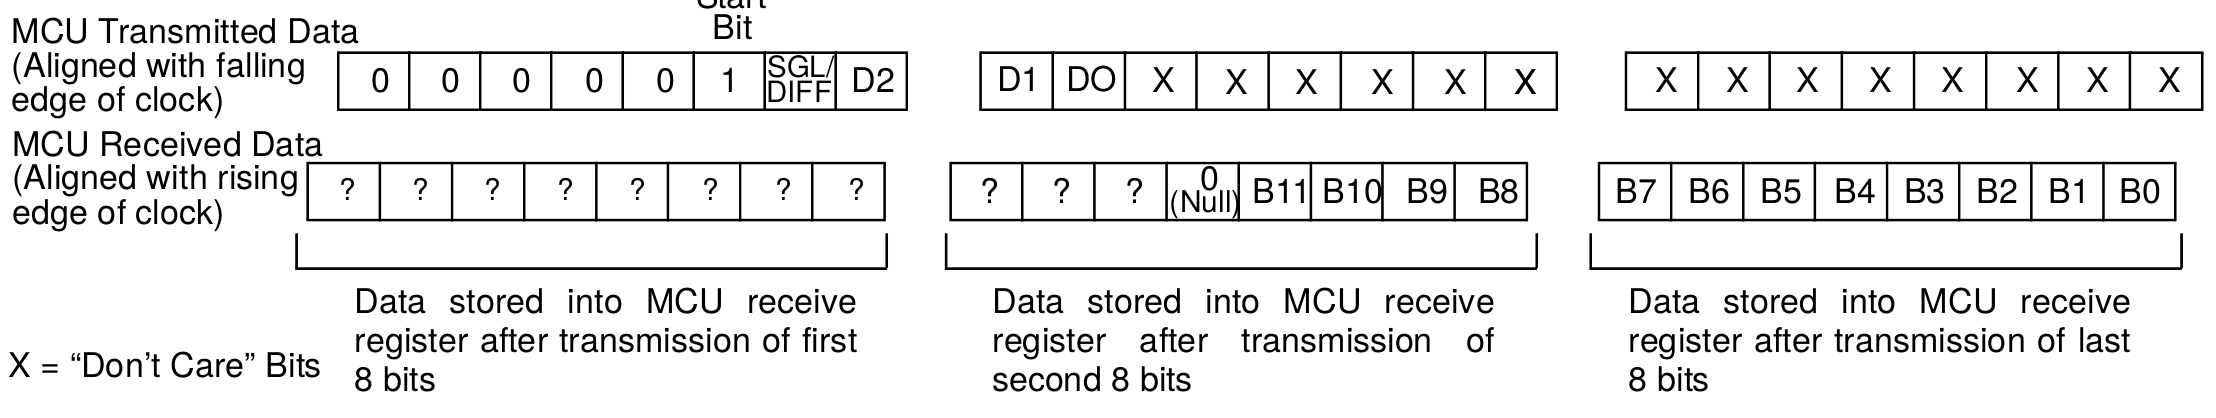 Start
Bit
MCU Transmitted Data
(Aligned with falling
edge of clock)
0 0 0 0 0 1 SGL/DIFF D2 D1 DO X X X X X X X X X X X X X X
MCU Received Data
(Aligned with rising
edge of clock)
? ? ? ? ? ? ? ? ? ? ? 0 (Null) B11 B10 B9 B8 B7 B6 B5 B4 B3 B2 B1 B0
Data stored into MCU receive
register after transmission of first
8 bits
Data stored into MCU receive
register after transmission of
second 8 bits
Data stored into MCU receive
register after transmission of last
8 bits
X = “Don’t Care” Bits